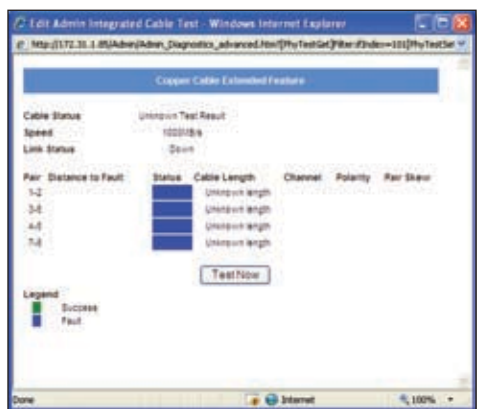 Edit Admin Integrated Cable Test - Windows Internet Explorer
Copper Cable Extended Feature
Cable Status Unknown Test Result
Speed
Link Status Down
Pair Distance to Fault Status Cable Length Channel Polarity Pair Skew
1-2 Unknown length
3-6 Unknown length
4-5 Unknown length
7-8 Unknown length
Test Now
Legend
Success
Fault
Done Internet 100%